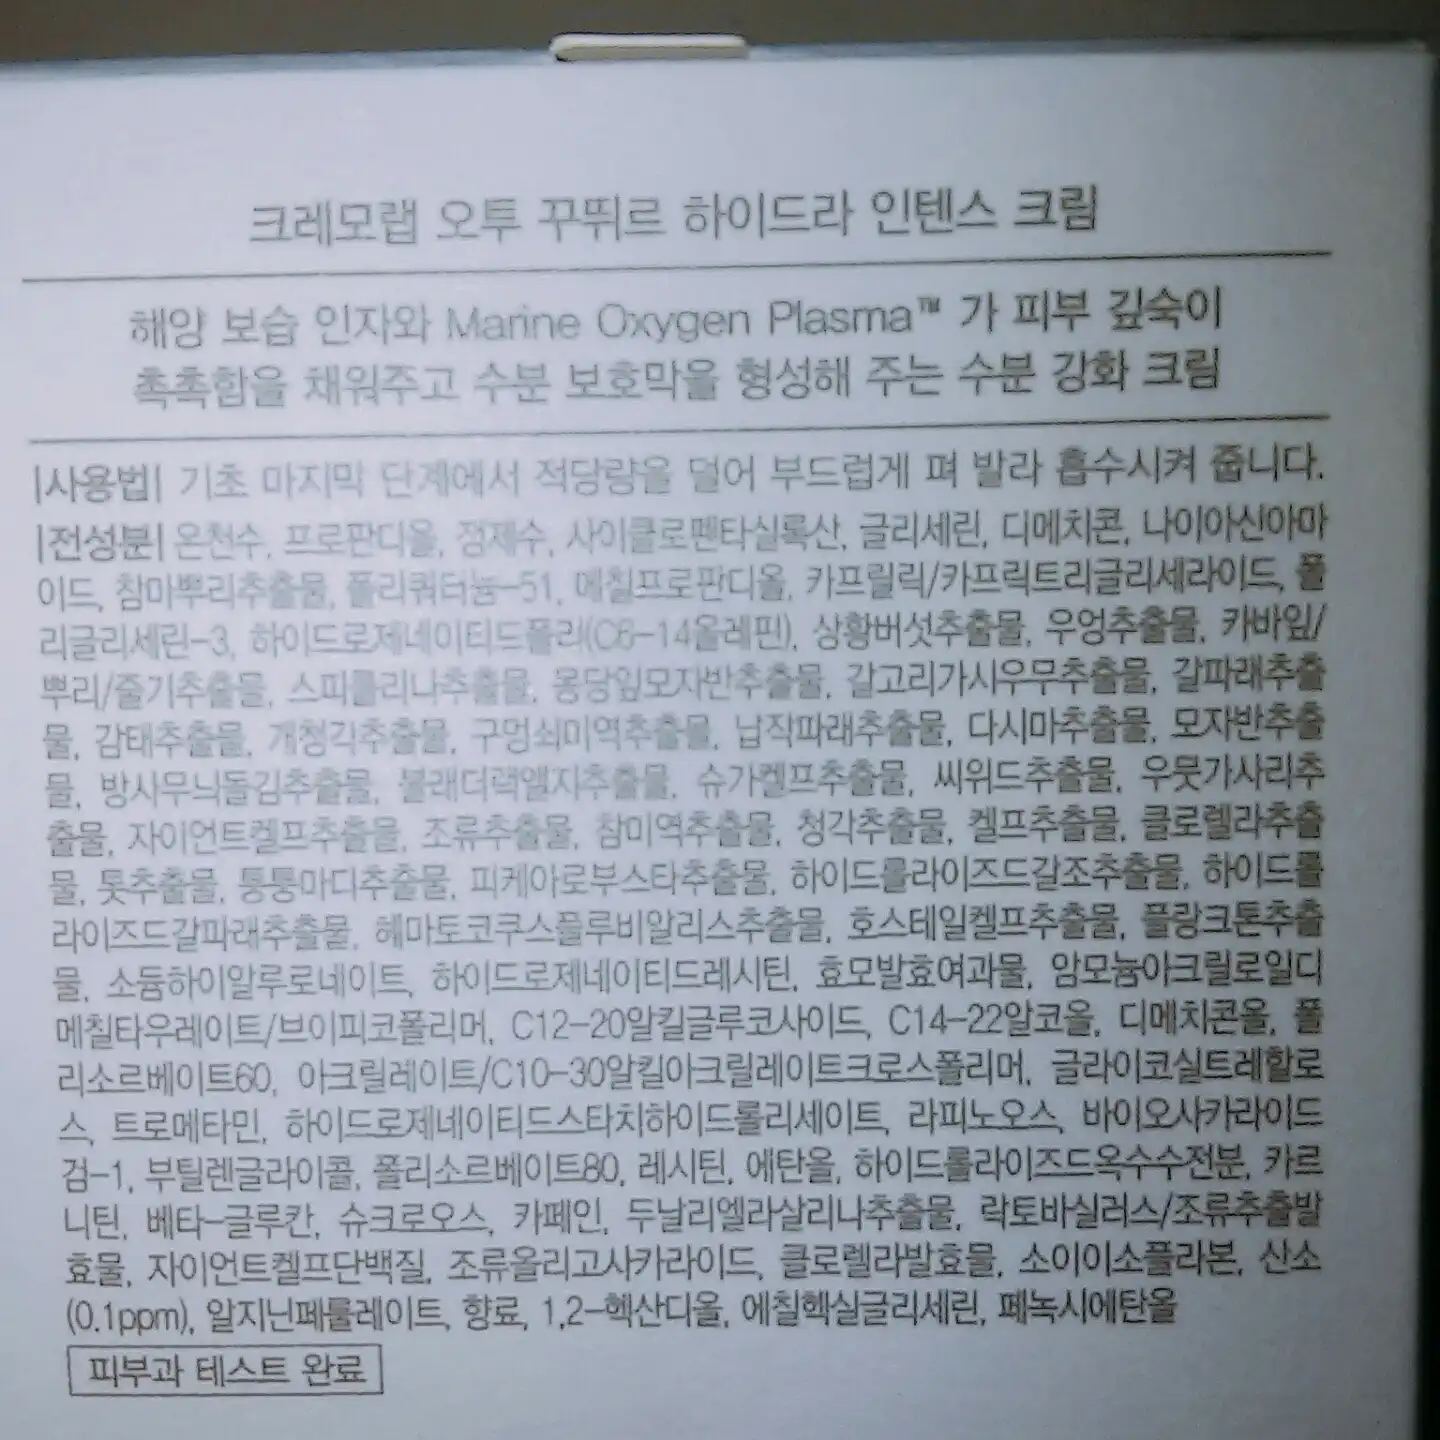 크레모랩 오투 꾸뛰르 하이드라 인텐스 크림
해양 보습 인자와 Marine Oxygen Plasma™ 가 피부 깊숙이
촉촉함을 채워주고 수분 보호막을 형성해 주는 수분 강화 크림
|사용법| 기초 마지막 단계에서 적당량을 덜어 부드럽게 펴 발라 흡수시켜 줍니다.
|전성분| 온천수, 프로판디올, 정제수, 사이클로펜타실록산, 글리세린, 디메치콘, 나이아신아마
이드, 참마뿌리추출물, 폴리쿼터늄-51, 메칠프로판디올, 카프릴릭/카프릭트리글리세라이드, 폴
리글리세린-3, 하이드로제네이티드폴리(C6-14올레핀), 상황버섯추출물, 우엉추출물, 카바잎/
뿌리/줄기추출물, 스피룰리나추출물, 몽당잎모자반추출물, 갈고리가시우무추출물, 갈파래추출
물, 감태추출물, 개청각추출물, 구멍쇠미역추출물, 납작파래추출물, 다시마추출물, 모자반추출
물, 방사무늬돌김추출물, 블래더랙엘지추출물, 슈가켈프추출물, 씨위드추출물, 우뭇가사리추
출물, 자이언트켈프추출물, 조류추출물, 참미역추출물, 청각추출물, 켈프추출물, 클로렐라추출
물, 톳추출물, 퉁퉁마디추출물, 피케아로부스타추출물, 하이드롤라이즈드갈조추출물, 하이드롤
라이즈드갈파래추출물, 헤마토코쿠스플루비알리스추출물, 호스테일켈프추출물, 플랑크톤추출
물, 소듐하이알루로네이트, 하이드로제네이티드레시틴, 효모발효여과물, 암모늄아크릴로일디
메칠타우레이트/브이피코폴리머, C12-20알킬글루코사이드, C14-22알코올, 디메치콘올, 폴
리소르베이트60, 아크릴레이트/C10-30알킬아크릴레이트크로스폴리머, 글라이코실트레할로
스, 트로메타민, 하이드로제네이티드스타치하이드롤리세이트, 라피노오스, 바이오사카라이드
검-1, 부틸렌글라이콜, 폴리소르베이트80, 레시틴, 에탄올, 하이드롤라이즈드옥수수전분, 카르
니틴, 베타-글루칸, 슈크로오스, 카페인, 두날리엘라살리나추출물, 락토바실러스/조류추출발
효물, 자이언트켈프단백질, 조류올리고사카라이드, 클로렐라발효물, 소이이소플라본, 산소
(0.1ppm), 알지닌페룰레이트, 향료, 1,2-헥산디올, 에칠헥실글리세린, 페녹시에탄올
피부과 테스트 완료